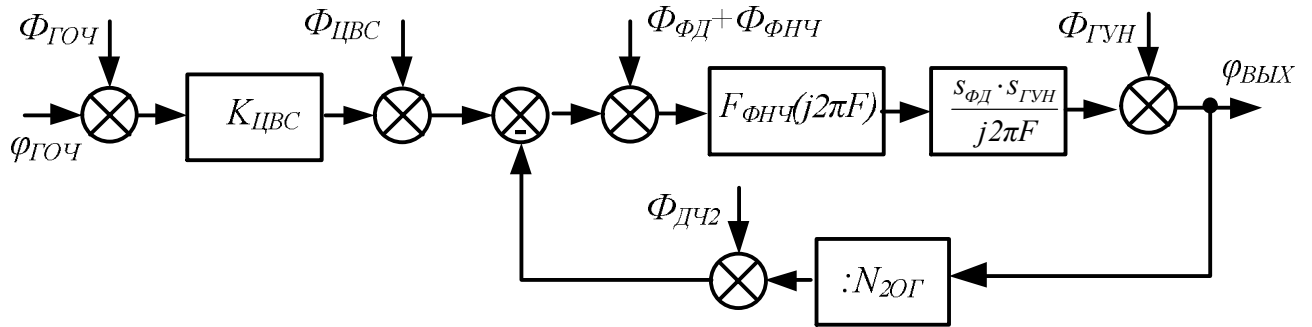 Φ_ГОЧ
Φ_ЦВС
Φ_ФД+Φ_ФНЧ
Φ_ГУН
φ_ВЫХ
φ_ГОЧ
K_ЦВС
-
F_ФНЧ(j2πF)
s_ФД·s_ГУН
j2πF
Φ_ДЧ2
:N_2ОГ